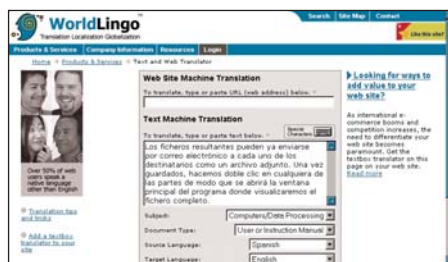 WorldLingo
Translation Localization Globalization
Search Site Map Contact
Like this site?
Products & Services Company Information Resources Login
Home Products & Services Text and Web Translator
Web Site Machine Translation
To translate, type or paste URL (web address) below.
Text Machine Translation
To translate, type or paste text below.
Special Characters
Los ficheros resultantes pueden ya enviarse
por correo electrónico a cada uno de los
destinatarios como un archivo adjunto. Una vez
guardados, hacemos doble clic en cualquiera de
las partes de modo que se abrirá la ventana
principal del programa donde visualizaremos el
fichero completo.
Subject: Computers/Data Processing
Document Type: User or Instruction Manual
Source Language: Spanish
Target Language: English
Over 50% of web
users speak a
native language
other than English
Translation tips
and tricks
Add a textbox
translator to your
site
Looking for ways to
add value to your
web site?
As international e-
commerce booms and
competition increases, the
need to differentiate your
web site becomes
paramount. Get the
textbox translator on this
page on your web site.
Read more